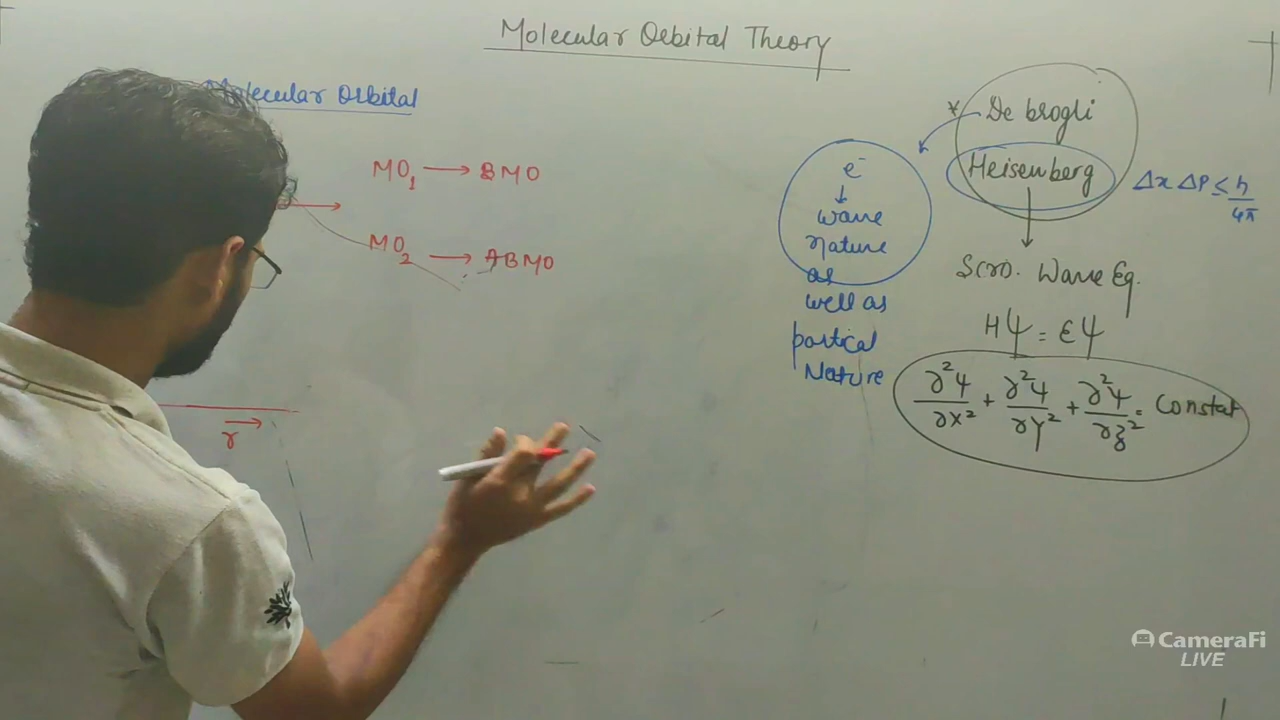 Molecular Orbital Theory
Molecular Orbital
MO1 → BMO
MO2 → ABMO
r
De brogli
Heisenberg
Δx ΔP ≤ h/4π
e-
↓
wave
nature
as
well as
partical
Nature
Scro. Wave Eq.
Hψ = Eψ
∂²ψ/∂x² + ∂²ψ/∂y² + ∂²ψ/∂z² = Constat
CameraFi
LIVE